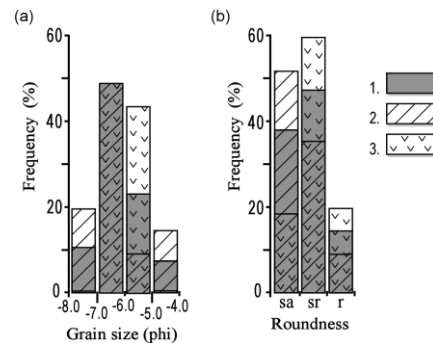 (a)
60
40
20
0
Frequency (%)
-8.0 -7.0 -6.0 -5.0 -4.0
Grain size (phi)
(b)
60
40
20
0
Frequency (%)
sa sr r
Roundness
1.
2.
3.